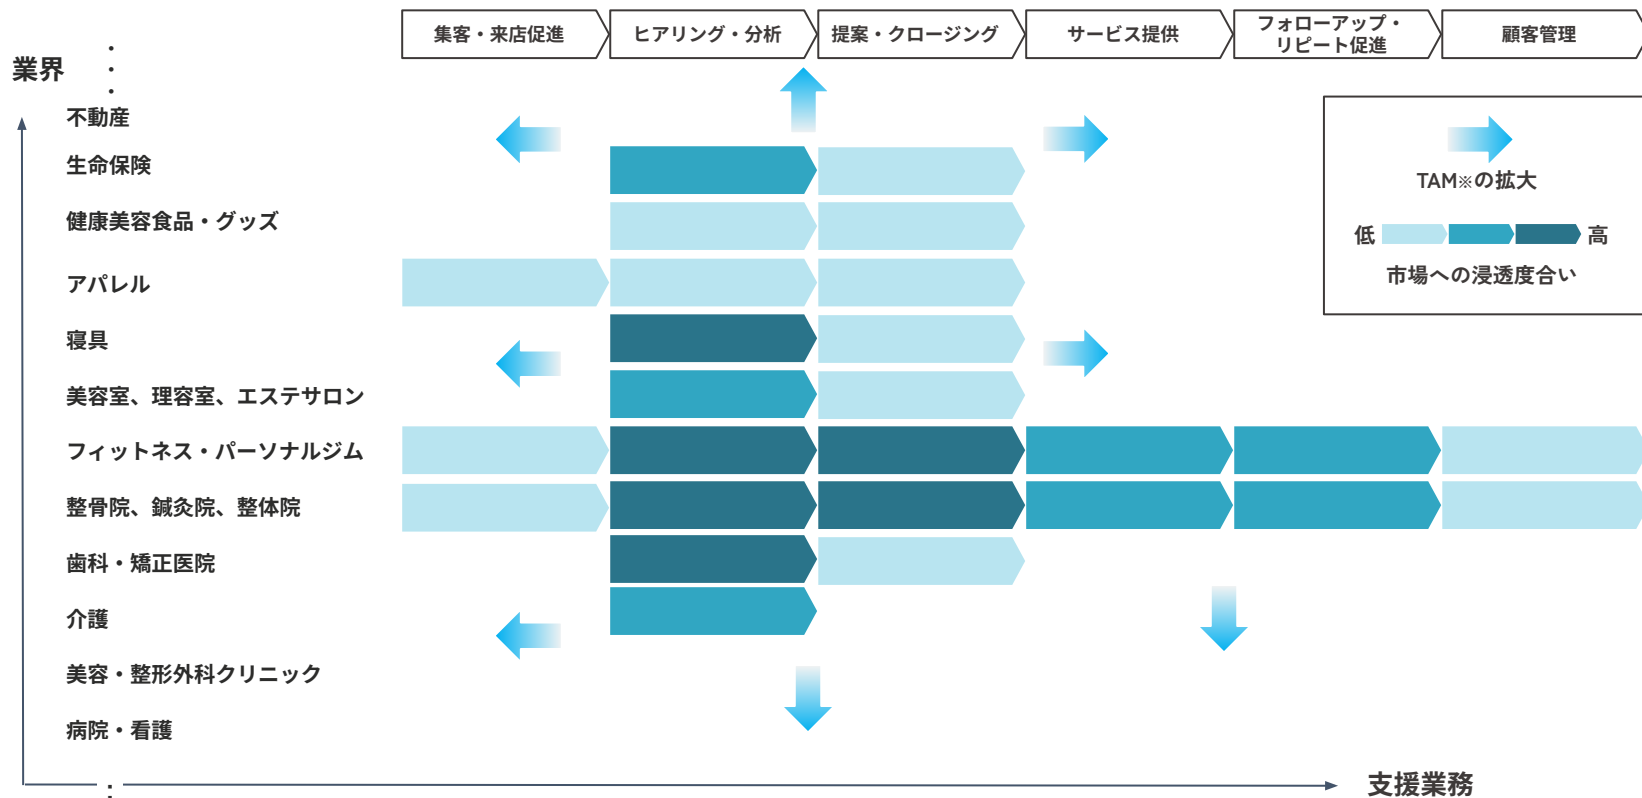 集客・来店促進
ヒアリング・分析
提案・クロージング
サービス提供
フォローアップ・
リピート促進
顧客管理
業界
不動産
生命保険
健康美容食品・グッズ
アパレル
寝具
美容室、理容室、エステサロン
フィットネス・パーソナルジム
整骨院、鍼灸院、整体院
歯科・矯正医院
介護
美容・整形外科クリニック
病院・看護
TAM※の拡大
低 高
市場への浸透度合い
支援業務